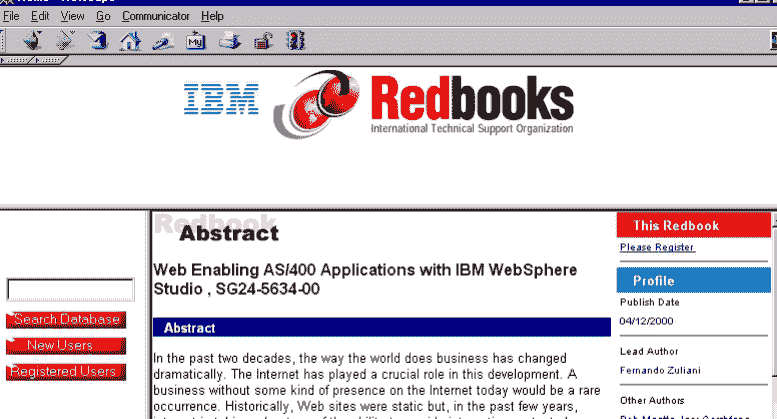 File Edit View Go Communicator Help
My
IBM
Redbooks
International Technical Support Organization
Redbook
Abstract
Web Enabling AS/400 Applications with IBM WebSphere
Studio , SG24-5634-00
Abstract
In the past two decades, the way the world does business has changed
dramatically. The Internet has played a crucial role in this development. A
business without some kind of presence on the Internet today would be a rare
occurrence. Historically, Web sites were static but, in the past few years,
Search Database
New Users
Registered Users
This Redbook
Please Register
Profile
Publish Date
04/12/2000
Lead Author
Fernando Zuliani
Other Authors